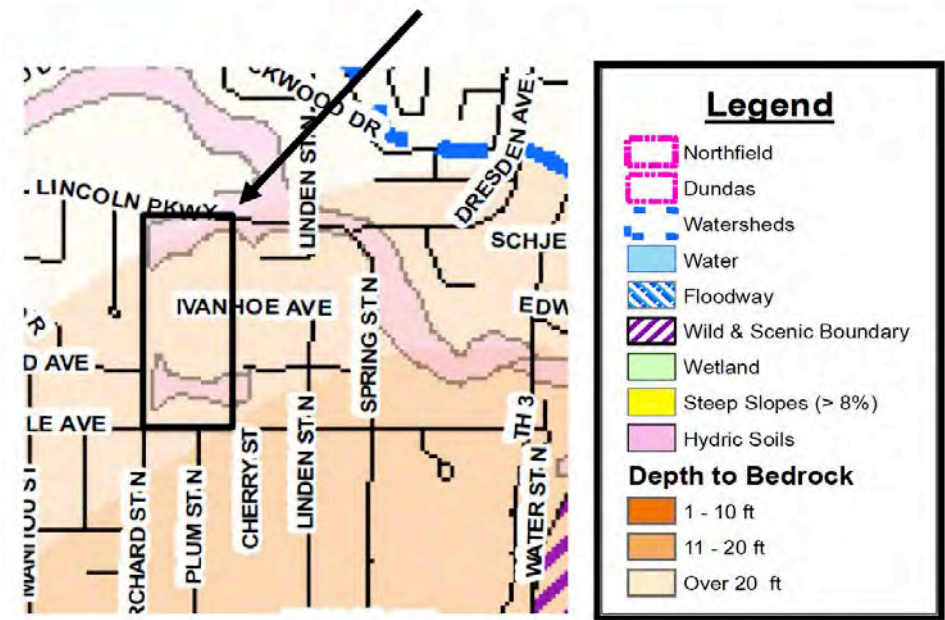 CKWOOD DR
LINDEN ST. N
DRESDEN AVE
LINCOLN PKWY
SCHJE
IVANHOE AVE
EDW
R
D AVE
SPRING ST N
LE AVE
TH 3
CHERRY ST
LINDEN ST. N
RCHARD ST. N
PLUM ST. N
WATER ST. N
Legend
Northfield
Dundas
Watersheds
Water
Floodway
Wild & Scenic Boundary
Wetland
Steep Slopes (> 8%)
Hydric Soils
Depth to Bedrock
1 - 10 ft
11 - 20 ft
Over 20 ft